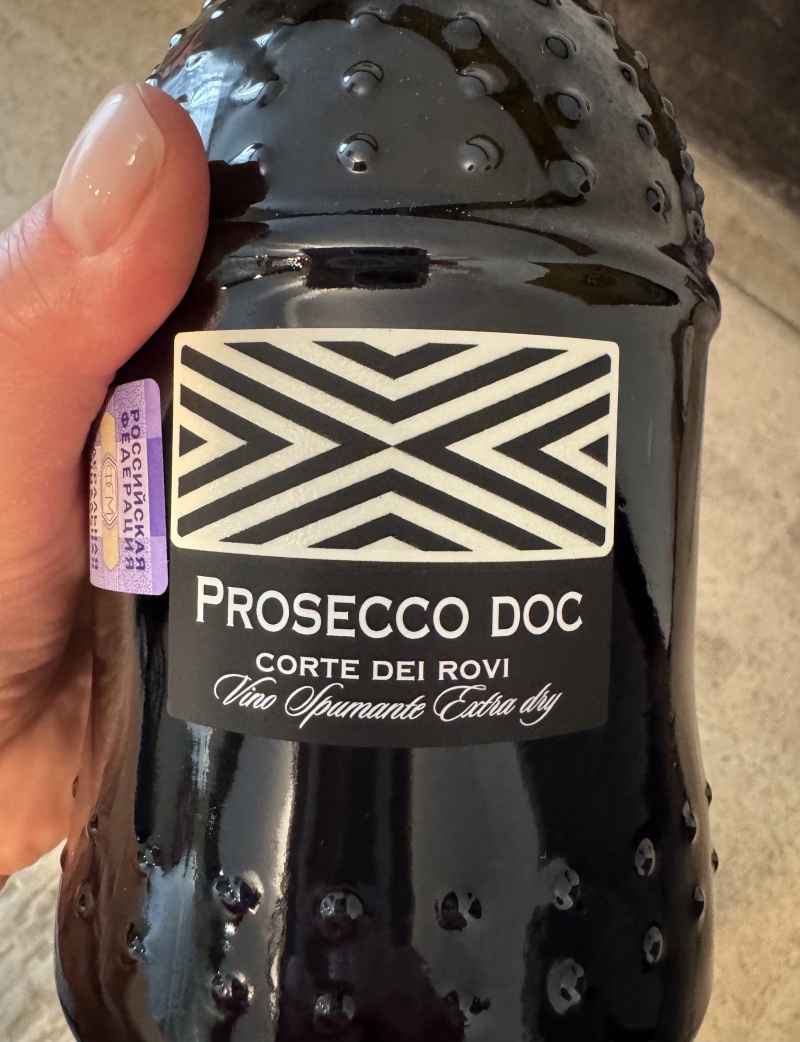 PROSECCO DOC
CORTE DEI ROVI
Vino Spumante Extra dry
РОССИЙСКАЯ
ФЕДЕРАЦИЯ